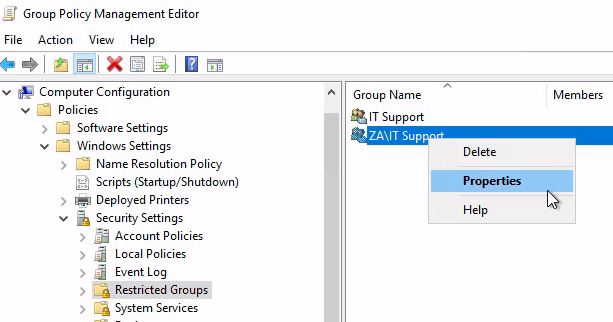 Group Policy Management Editor
File Action View Help
Computer Configuration
Policies
Software Settings
Windows Settings
Name Resolution Policy
Scripts (Startup/Shutdown)
Deployed Printers
Security Settings
Account Policies
Local Policies
Event Log
Restricted Groups
System Services
Group Name Members
IT Support
ZA\IT Support
Delete
Properties
Help